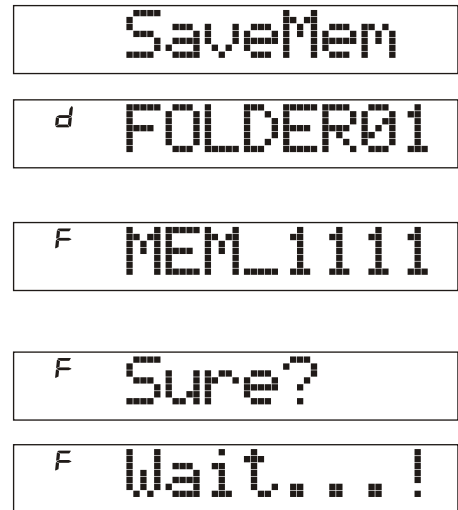 SaveMem
d FOLDER01
F MEM_1111
F Sure?
F Wait...!